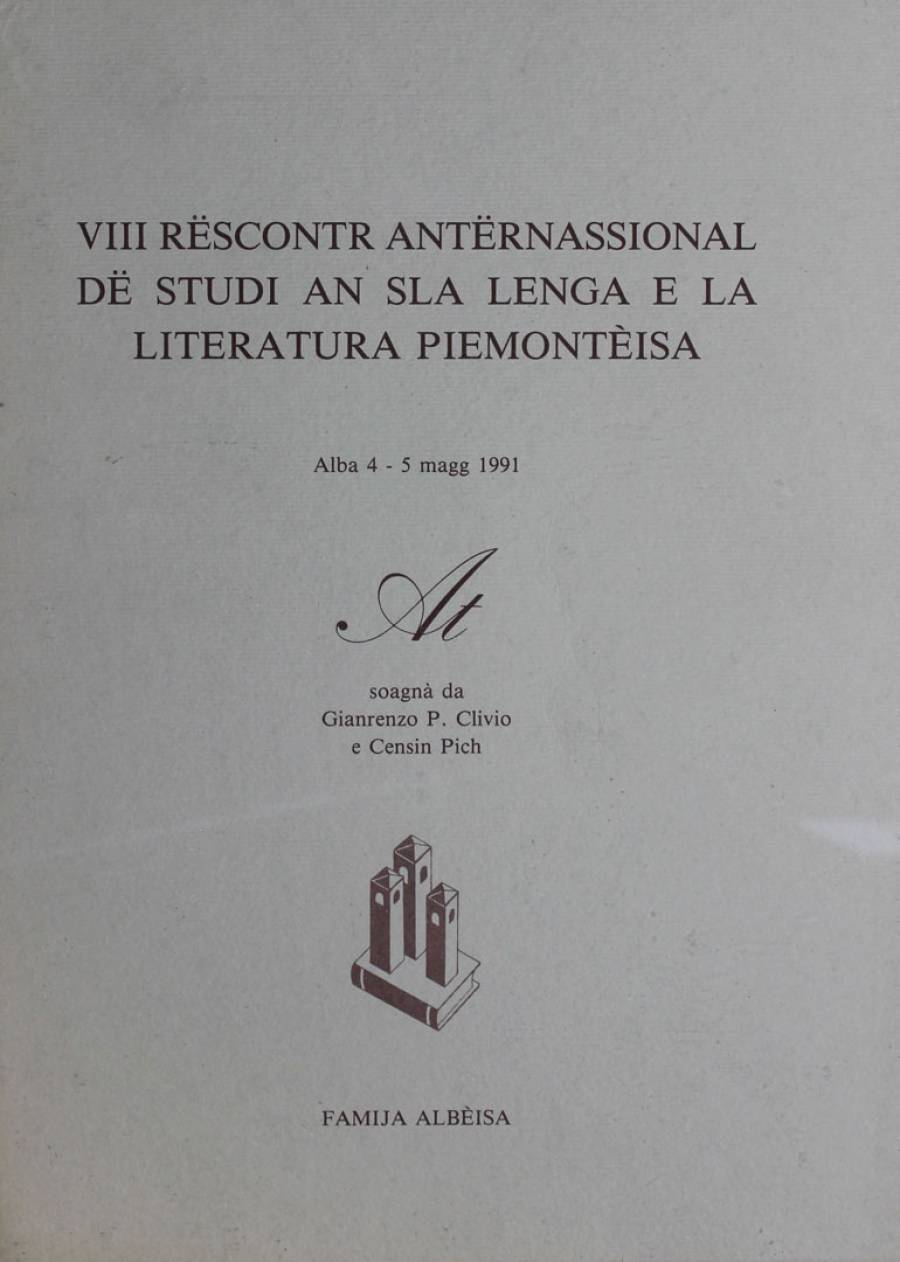 VIII RËSCONTR ANTËRNASSIONAL
DË STUDI AN SLA LENGA E LA
LITERATURA PIEMONTÈISA
Alba 4 - 5 magg 1991
At
soagnà da
Gianrenzo P. Clivio
e Censin Pich
FAMIJA ALBÈISA